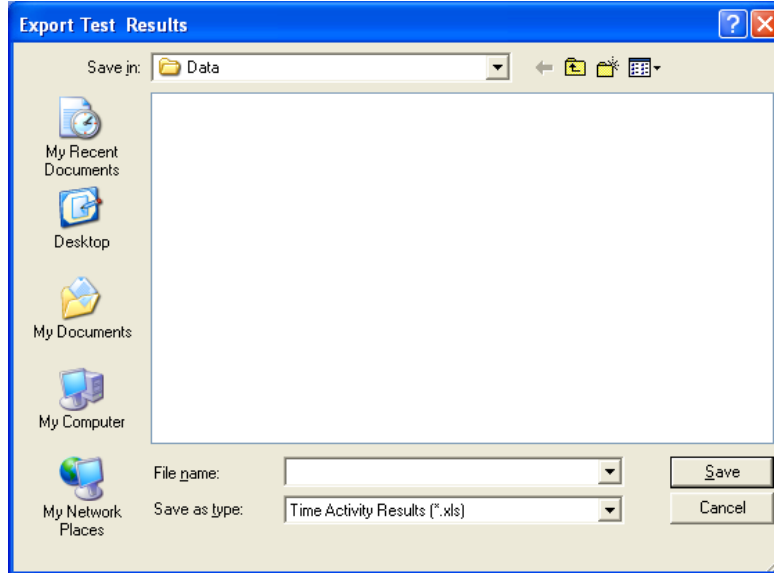 Export Test Results
Save in: Data
My Recent
Documents
Desktop
My Documents
My Computer
My Network
Places
File name:
Save
Save as type: Time Activity Results (*.xls)
Cancel